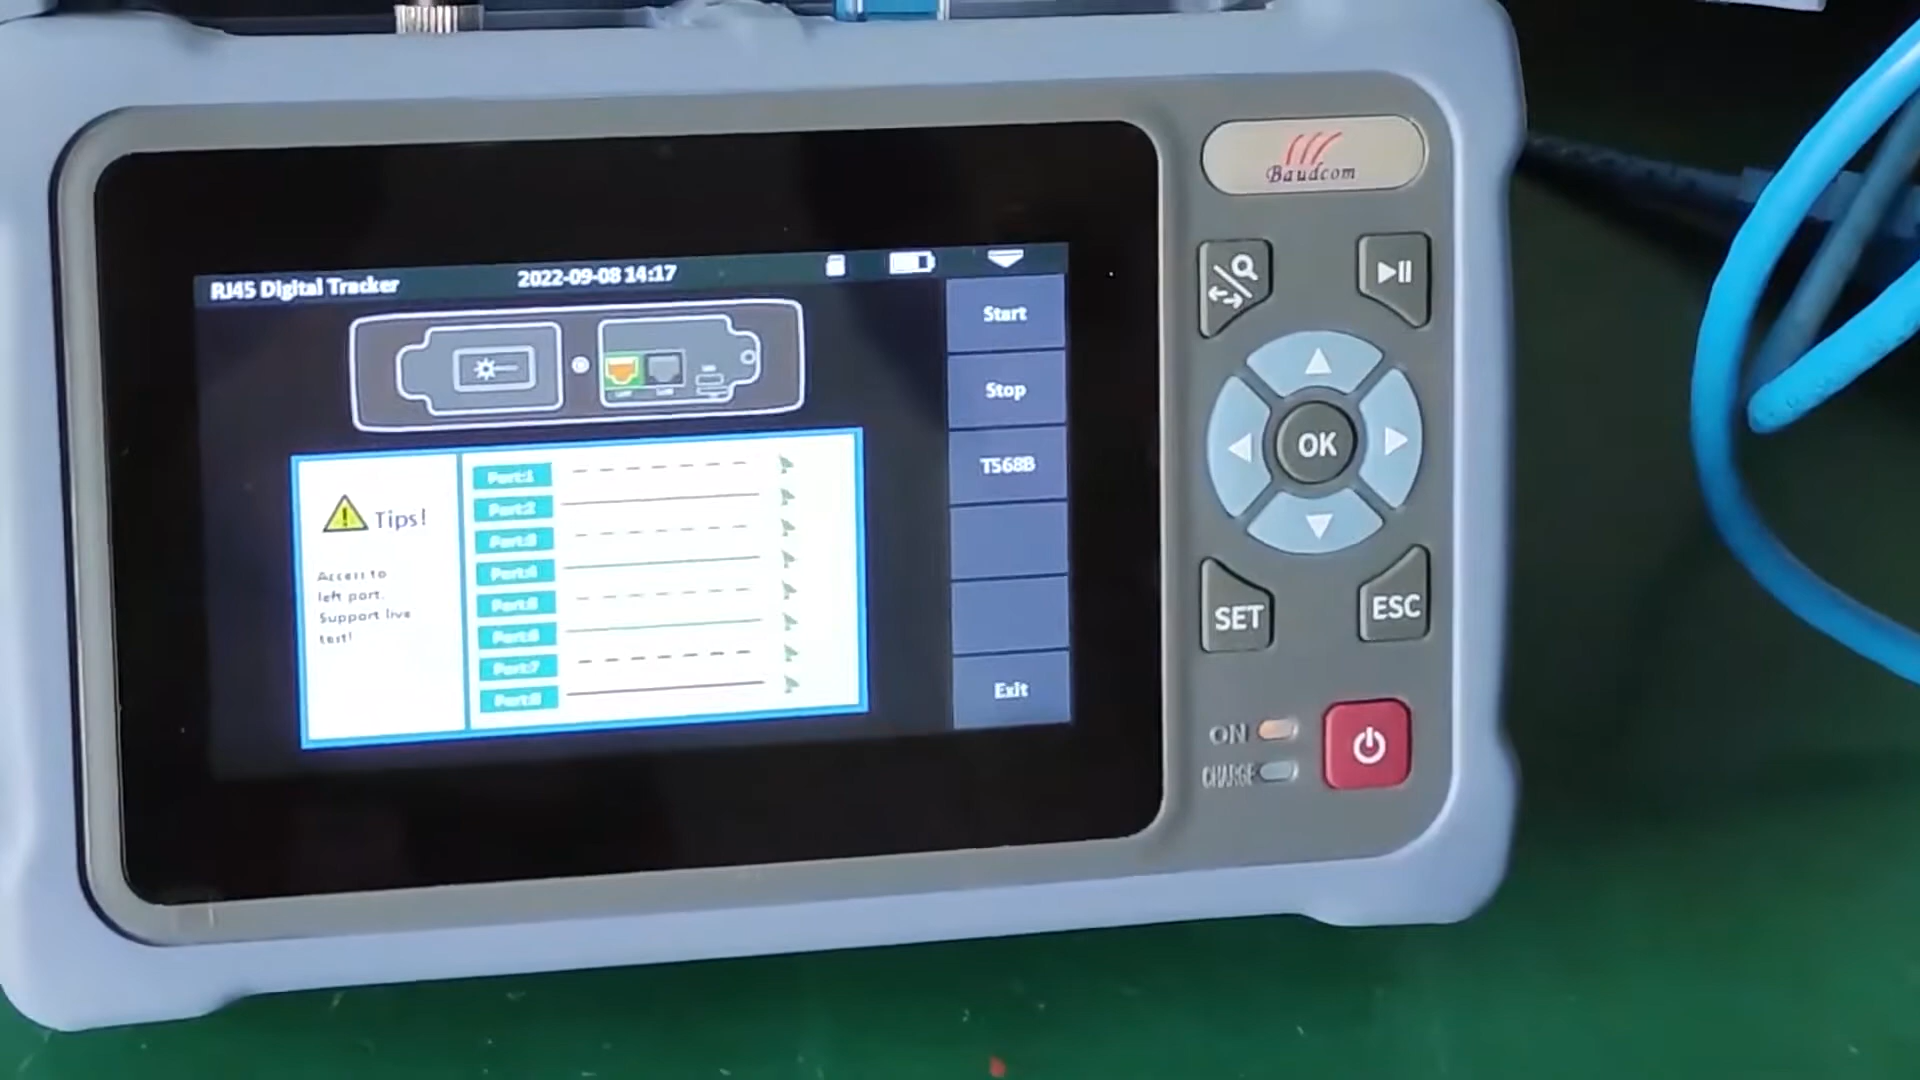 Baudcom
RJ45 Digital Tracker
2022-09-08 14:17
Start
Stop
T568B
Exit
Tips!
Access to
left port.
Support live
test!
Port:1
Port:2
Port:3
Port:4
Port:5
Port:6
Port:7
Port:8
OK
SET
ESC
ON
CHARGE